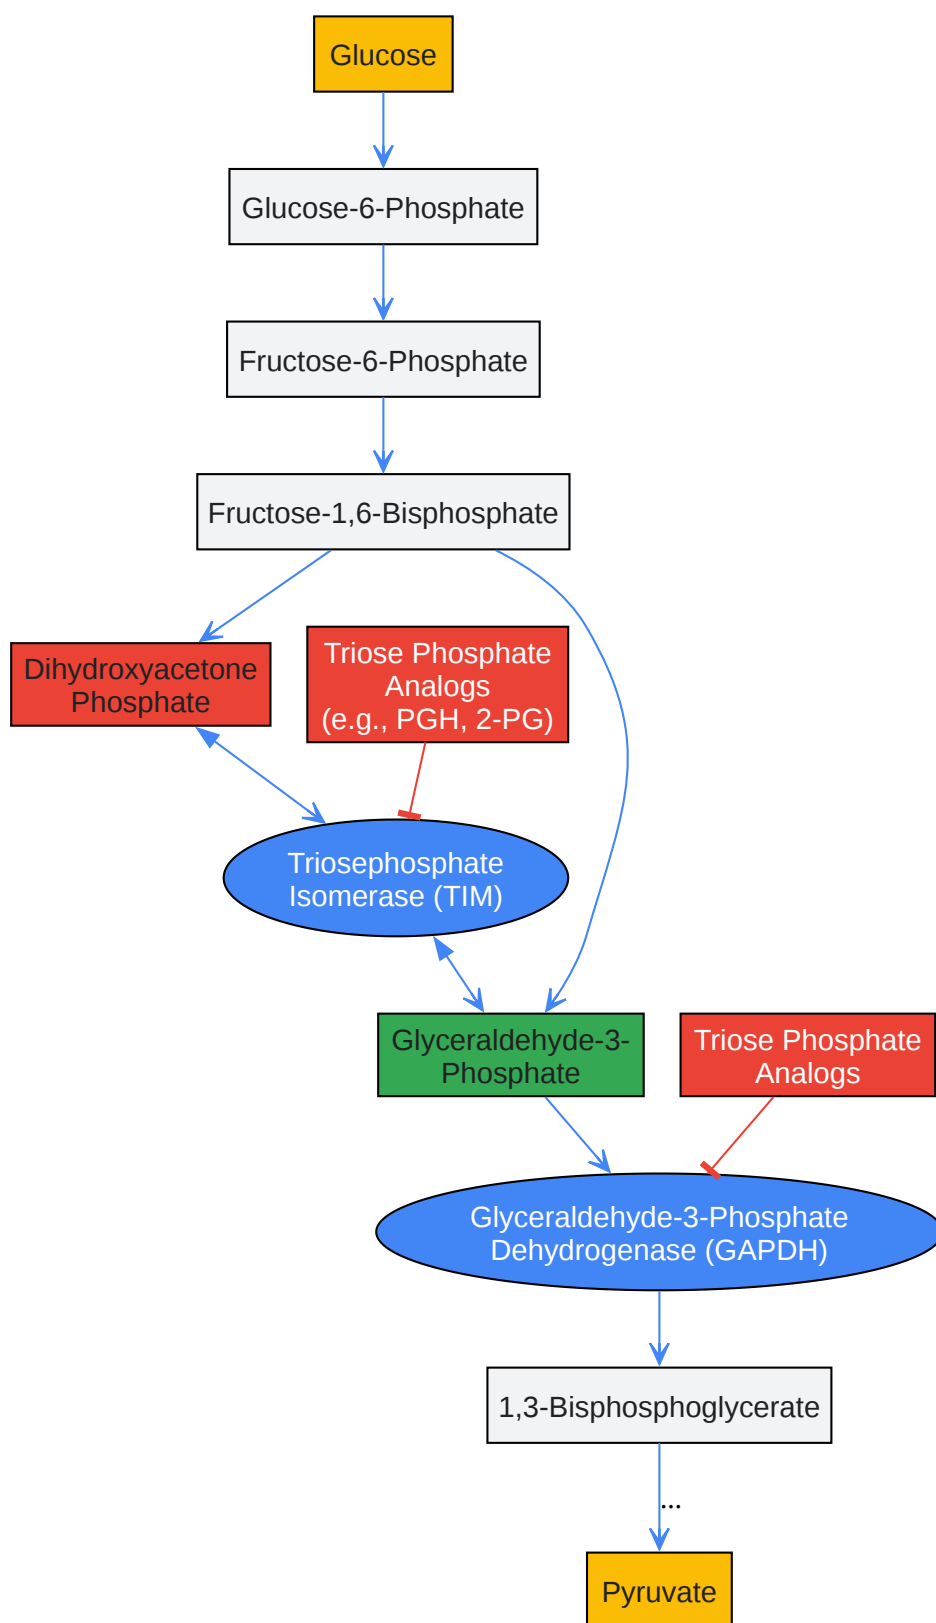 Glucose
Glucose-6-Phosphate
Fructose-6-Phosphate
Fructose-1,6-Bisphosphate
Dihydroxyacetone
Phosphate
Triose Phosphate
Analogs
(e.g., PGH, 2-PG)
Triosephosphate
Isomerase (TIM)
Glyceraldehyde-3-
Phosphate
Triose Phosphate
Analogs
Glyceraldehyde-3-Phosphate
Dehydrogenase (GAPDH)
1,3-Bisphosphoglycerate
...
Pyruvate